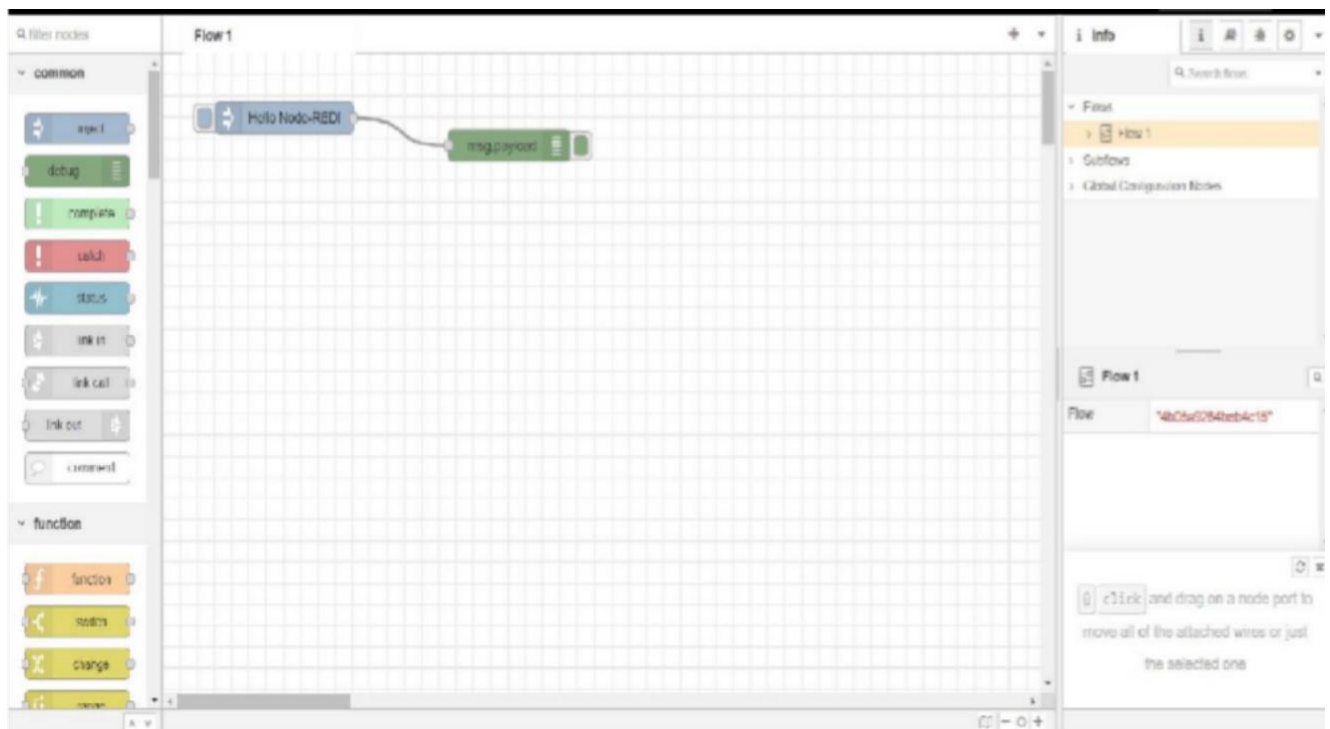 filter nodes
common
inject
debug
complete
catch
status
link in
link call
link out
comment
function
function
switch
change
Flow 1
Hello Node-RED!
msg.payload
i Info
Search flows
Flows
Flow 1
Subflows
Global Configuration Nodes
Flow 1
Flow
click and drag on a node port to
move all of the attached wires or just
the selected one